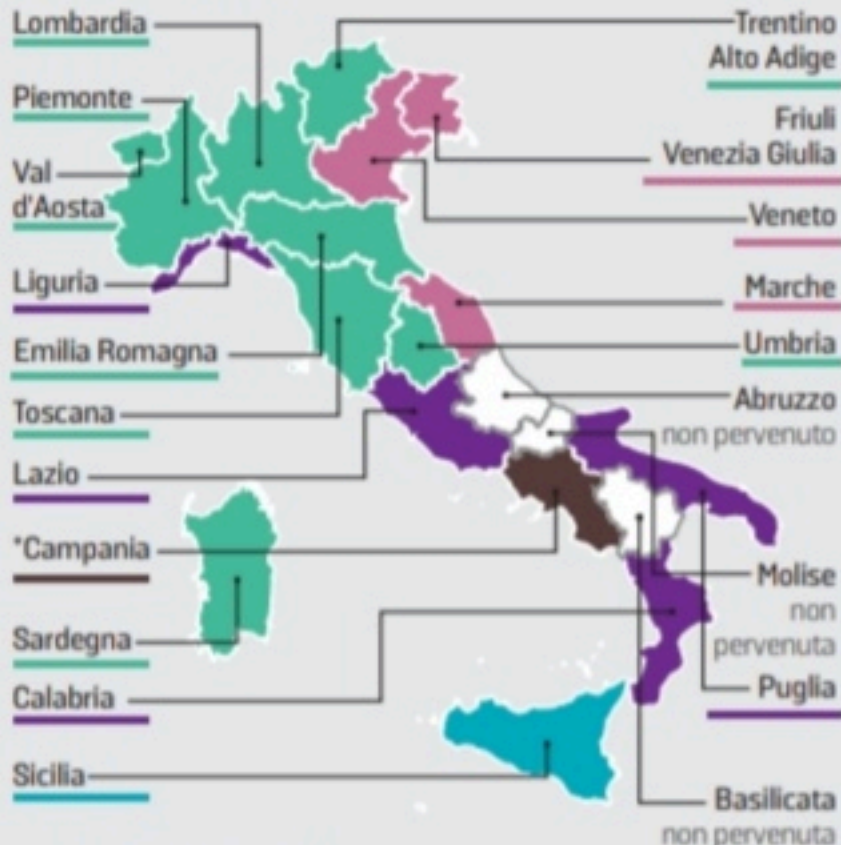 Lombardia
Piemonte
Val
d'Aosta
Liguria
Emilia Romagna
Toscana
Lazio
*Campania
Sardegna
Calabria
Sicilia
Trentino
Alto Adige
Friuli
Venezia Giulia
Veneto
Marche
Umbria
Abruzzo
non pervenuto
Molise
non
pervenuta
Puglia
Basilicata
non pervenuta